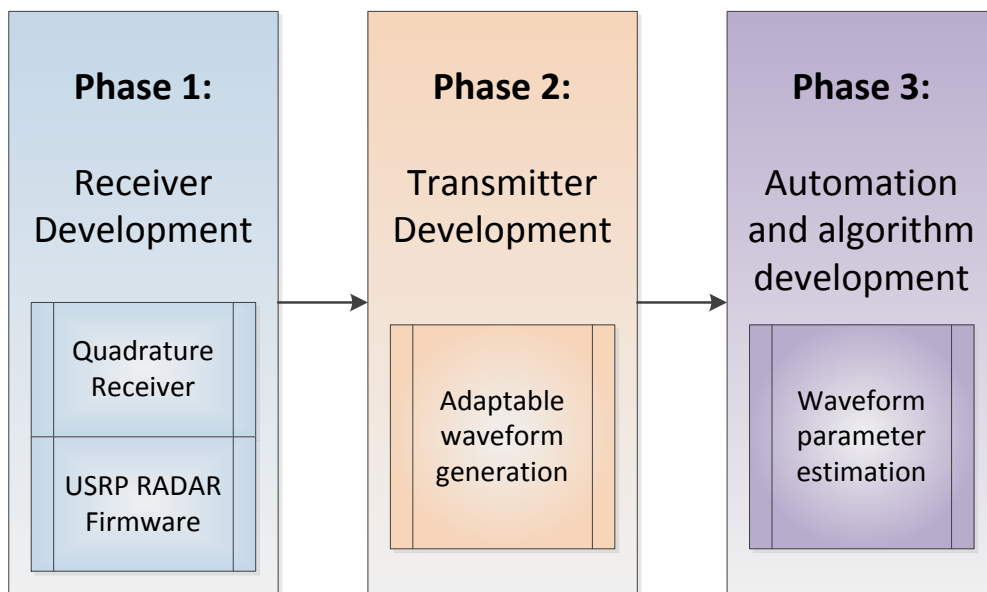 Phase 1:
Receiver
Development
Quadrature
Receiver
USRP RADAR
Firmware
Phase 2:
Transmitter
Development
Adaptable
waveform
generation
Phase 3:
Automation
and algorithm
development
Waveform
parameter
estimation